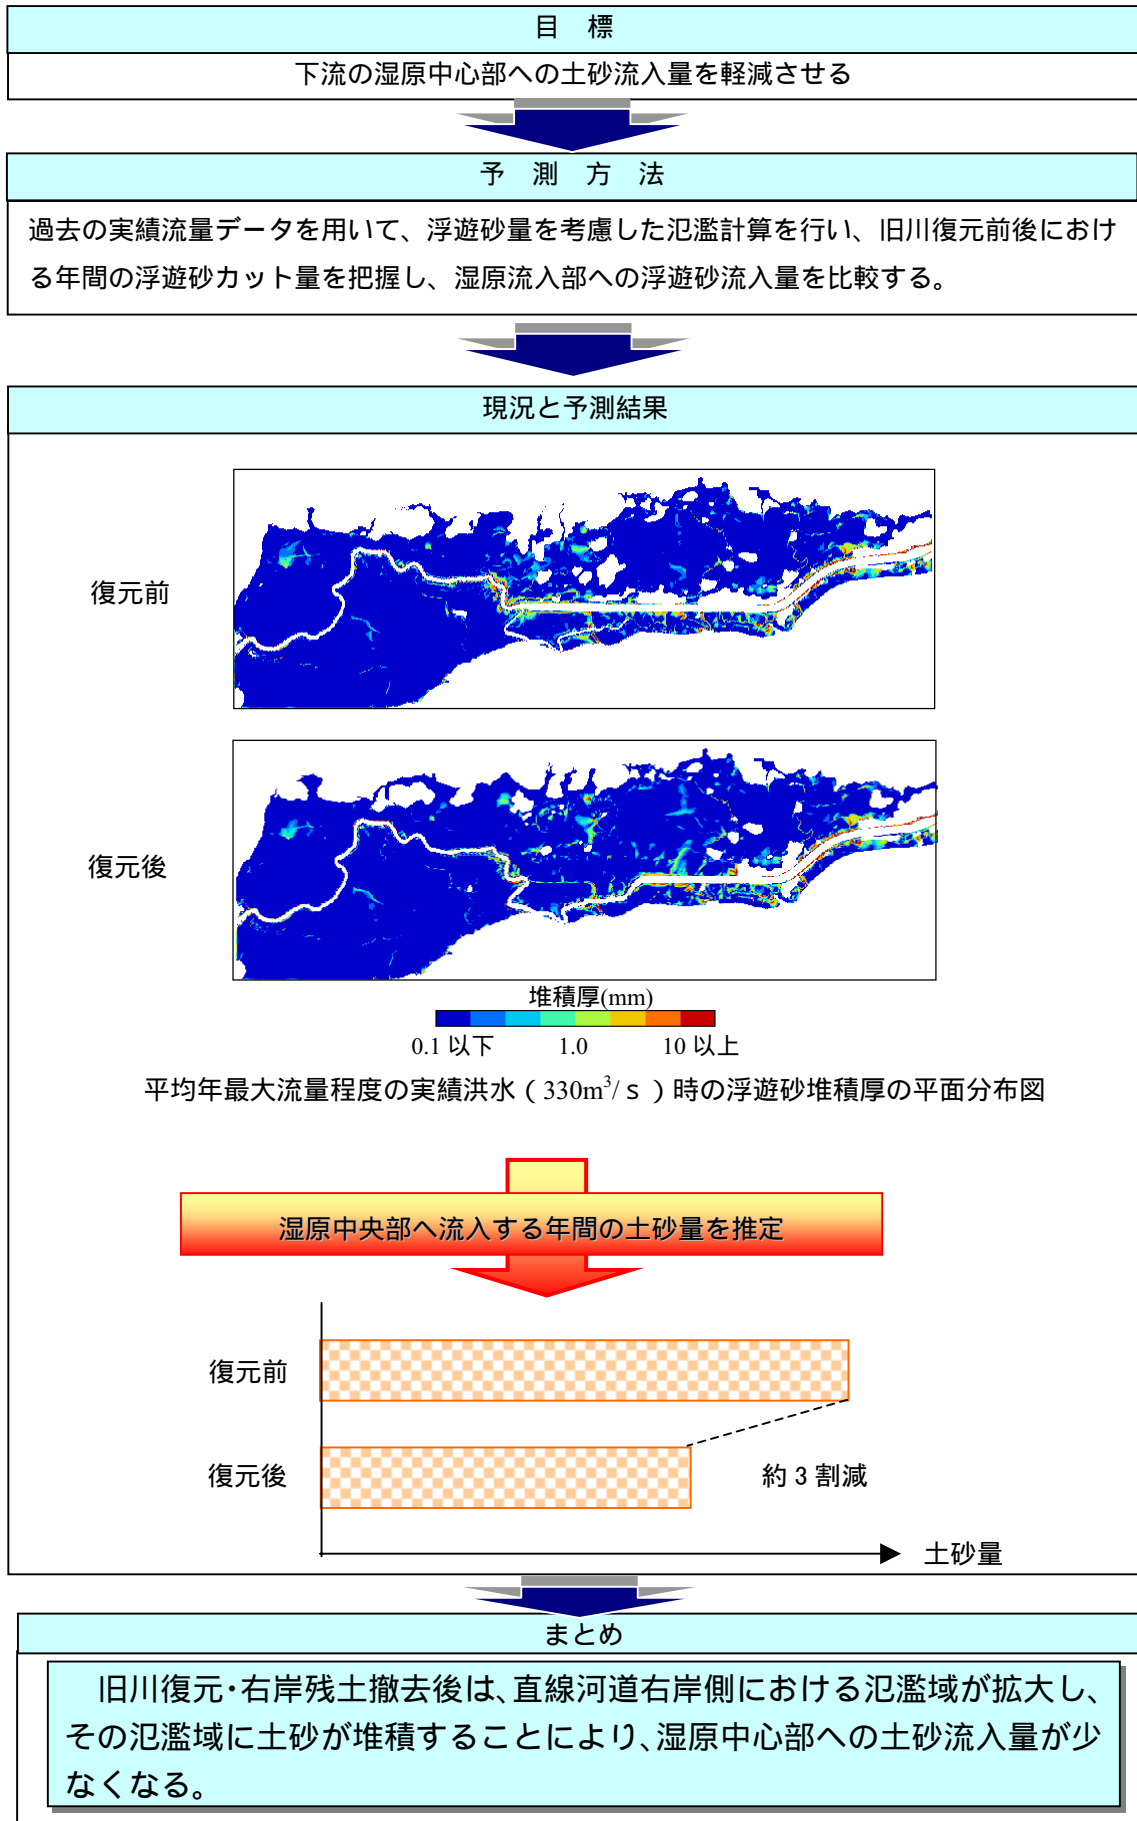 目　標
下流の湿原中心部への土砂流入量を軽減させる
予　測　方　法
過去の実績流量データを用いて、浮遊砂量を考慮した氾濫計算を行い、旧川復元前後におけ
る年間の浮遊砂カット量を把握し、湿原流入部への浮遊砂流入量を比較する。
現況と予測結果
復元前
復元後
堆積厚(mm)
0.1 以下　1.0　10 以上
平均年最大流量程度の実績洪水（330m³/ｓ）時の浮遊砂堆積厚の平面分布図
湿原中央部へ流入する年間の土砂量を推定
復元前
復元後
約 3 割減
土砂量
まとめ
旧川復元・右岸残土撤去後は、直線河道右岸側における氾濫域が拡大し、
その氾濫域に土砂が堆積することにより、湿原中心部への土砂流入量が少
なくなる。